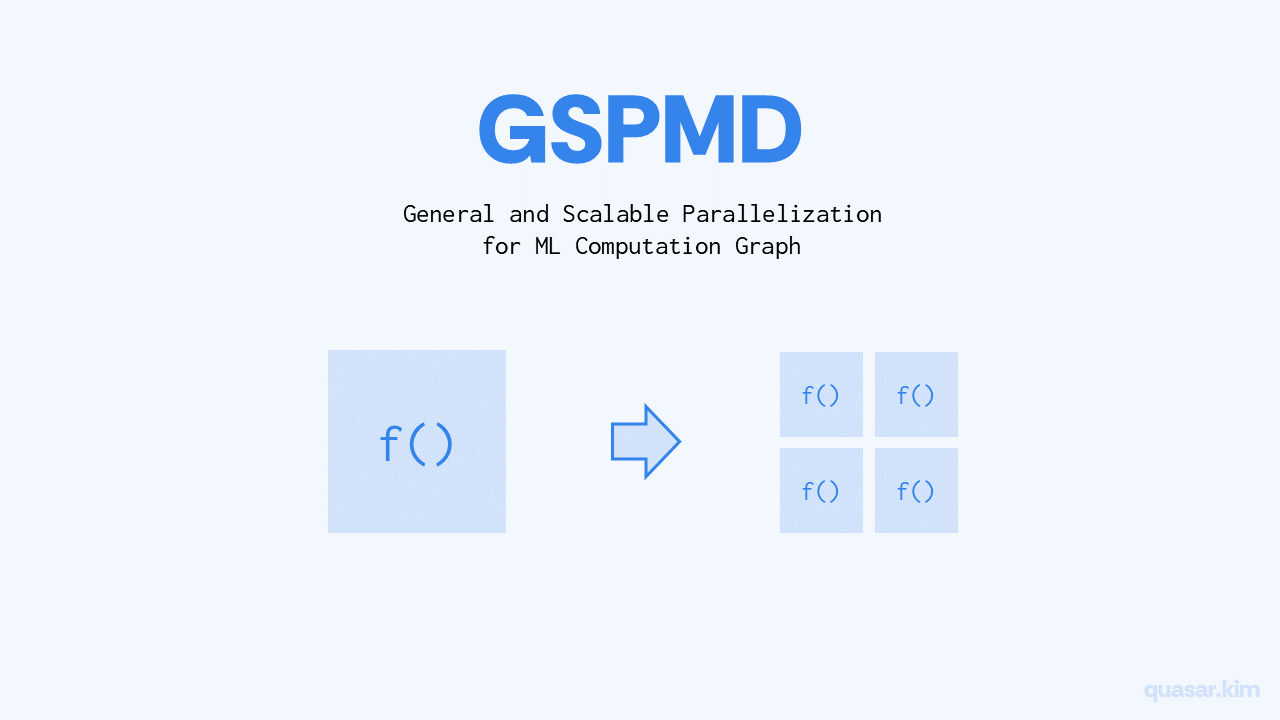 GSPMD
General and Scalable Parallelization
for ML Computation Graph
f()
f() f()
f() f()
quasar.kim